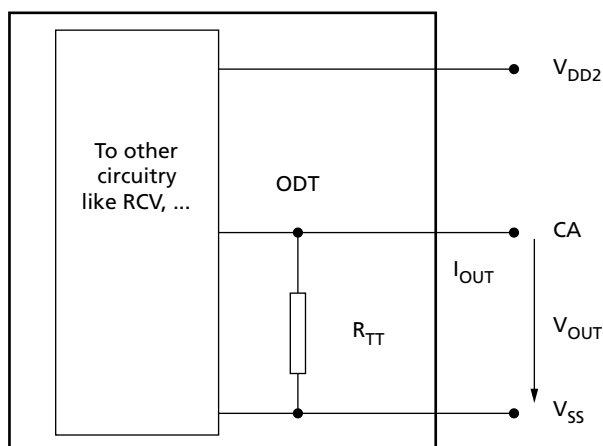 V_DD2
To other
circuitry
like RCV, ...
ODT
CA
I_OUT
R_TT
V_OUT
V_SS